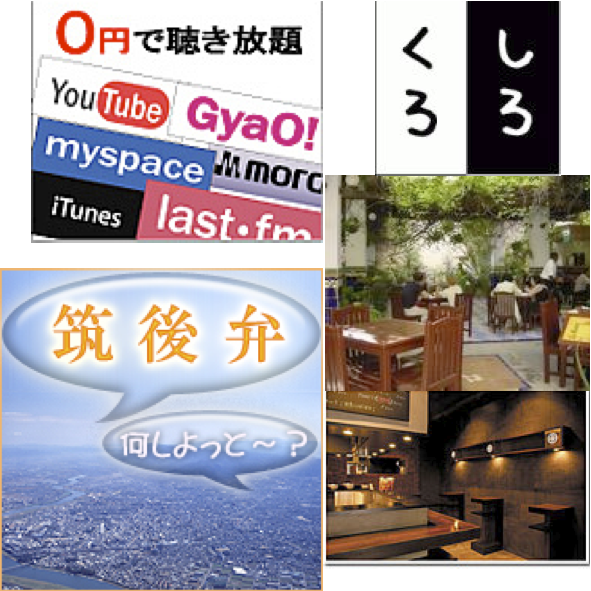 0円で聴き放題
YouTube
GyaO!
myspace
iTunes
last.fm
くろ
しろ
筑後弁
何しよっと～？